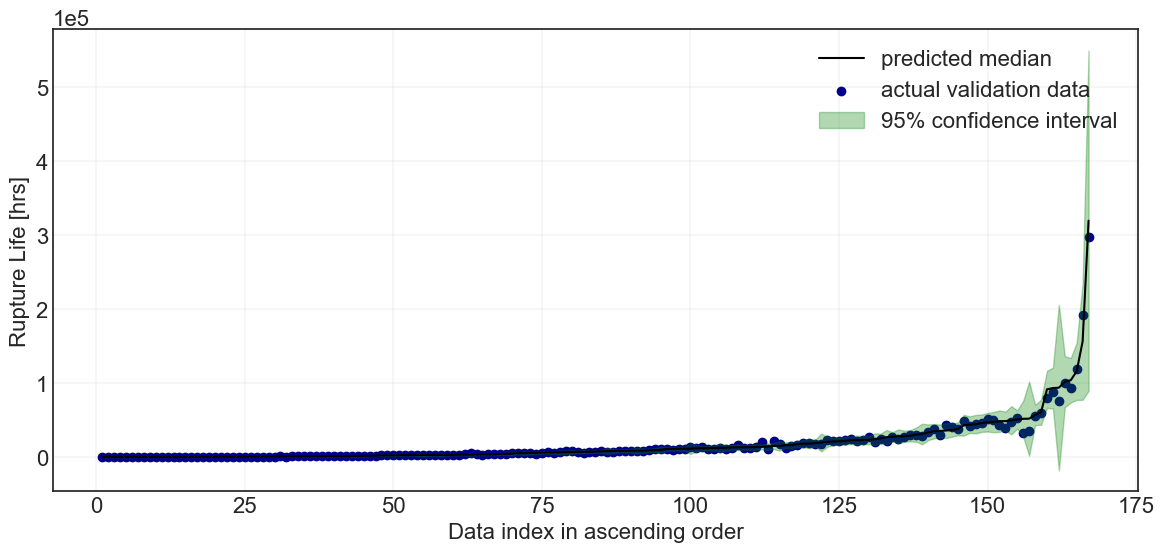 1e5
predicted median
actual validation data
95% confidence interval
5
4
3
2
1
0
Rupture Life [hrs]
0 25 50 75 100 125 150 175
Data index in ascending order